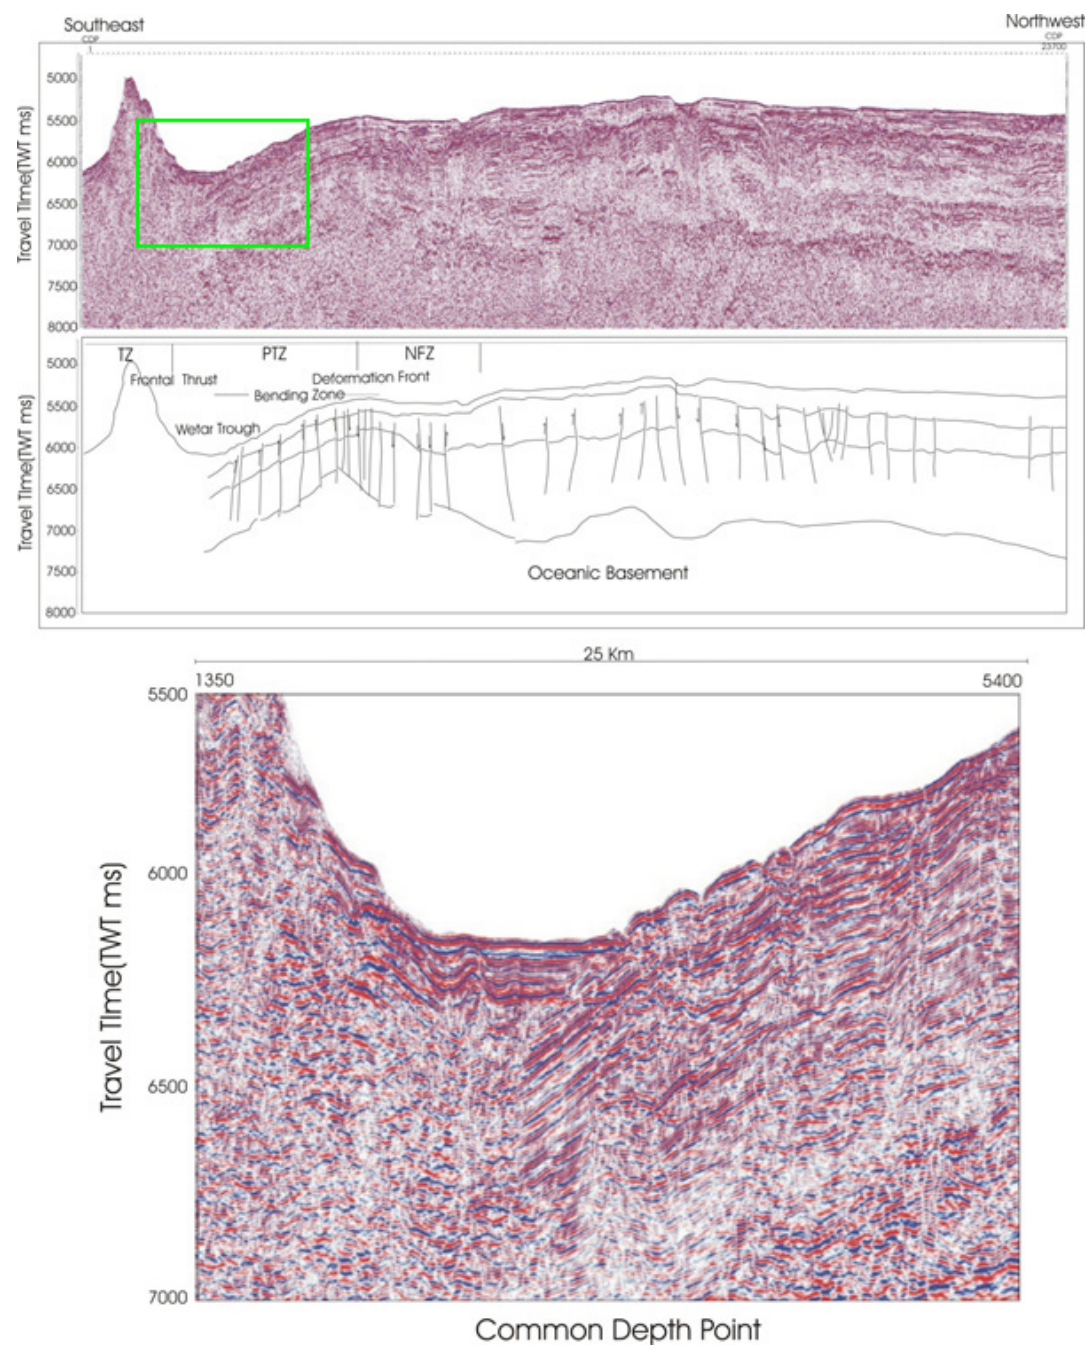 Southeast
Northwest
CDP
1
CDP
23700
5000
5500
6000
6500
7000
7500
8000
Travel Time(TWT ms)
TZ
PTZ
NFZ
Frontal Thrust
Deformation Front
Bending Zone
Wetar Trough
Oceanic Basement
5000
5500
6000
6500
7000
7500
8000
Travel Time(TWT ms)
25 Km
1350
5400
5500
6000
6500
7000
Travel Time(TWT ms)
Common Depth Point